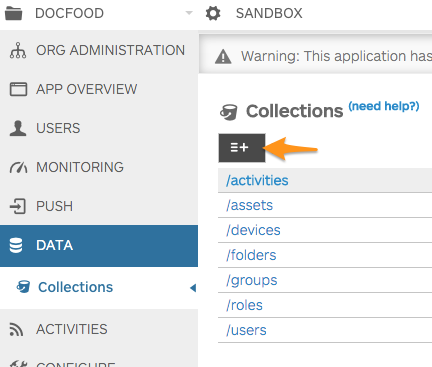 DOCFOOD
SANDBOX
ORG ADMINISTRATION
APP OVERVIEW
USERS
MONITORING
PUSH
DATA
Collections
ACTIVITIES
CONFIGURE
Warning: This application has
Collections (need help?)
/activities
/assets
/devices
/folders
/groups
/roles
/users